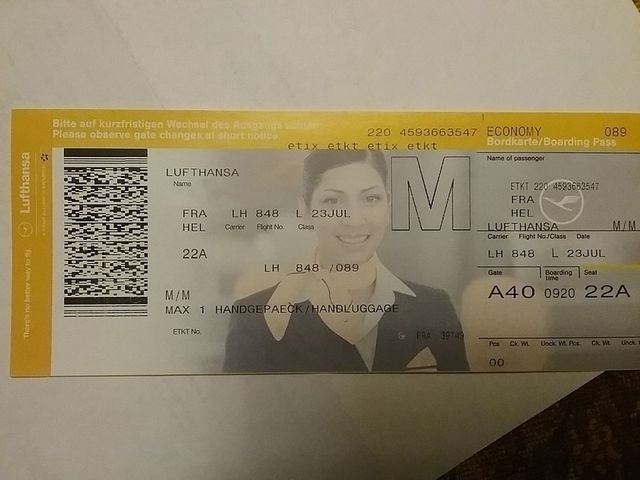 Bitte auf kurzfristigen Wechsel des Ausgangs achten
Please observe gate changes at short notice
220 4593663547 ECONOMY 089
Bordkarte/Boarding Pass
etix etkt etix etkt
Lufthansa
There's no better way to fly.
LUFTHANSA
Name
FRA LH 848 L 23JUL
HEL Carrier Flight No. Class
22A
LH 848 /089
M/M
MAX 1 HANDGEPAECK/HANDLUGGAGE
ETKT No.
FRA
M
Name of passenger
ETKT 220 4593663547
FRA
HEL
LUFTHANSA M/M
Carrier Flight No./Class Date
LH 848 L 23JUL
Gate Boarding time Seat
A40 0920 22A
Pcs Ck. Wt. Unck. Wt. Pcs. Ck. Wt. Unck.
00